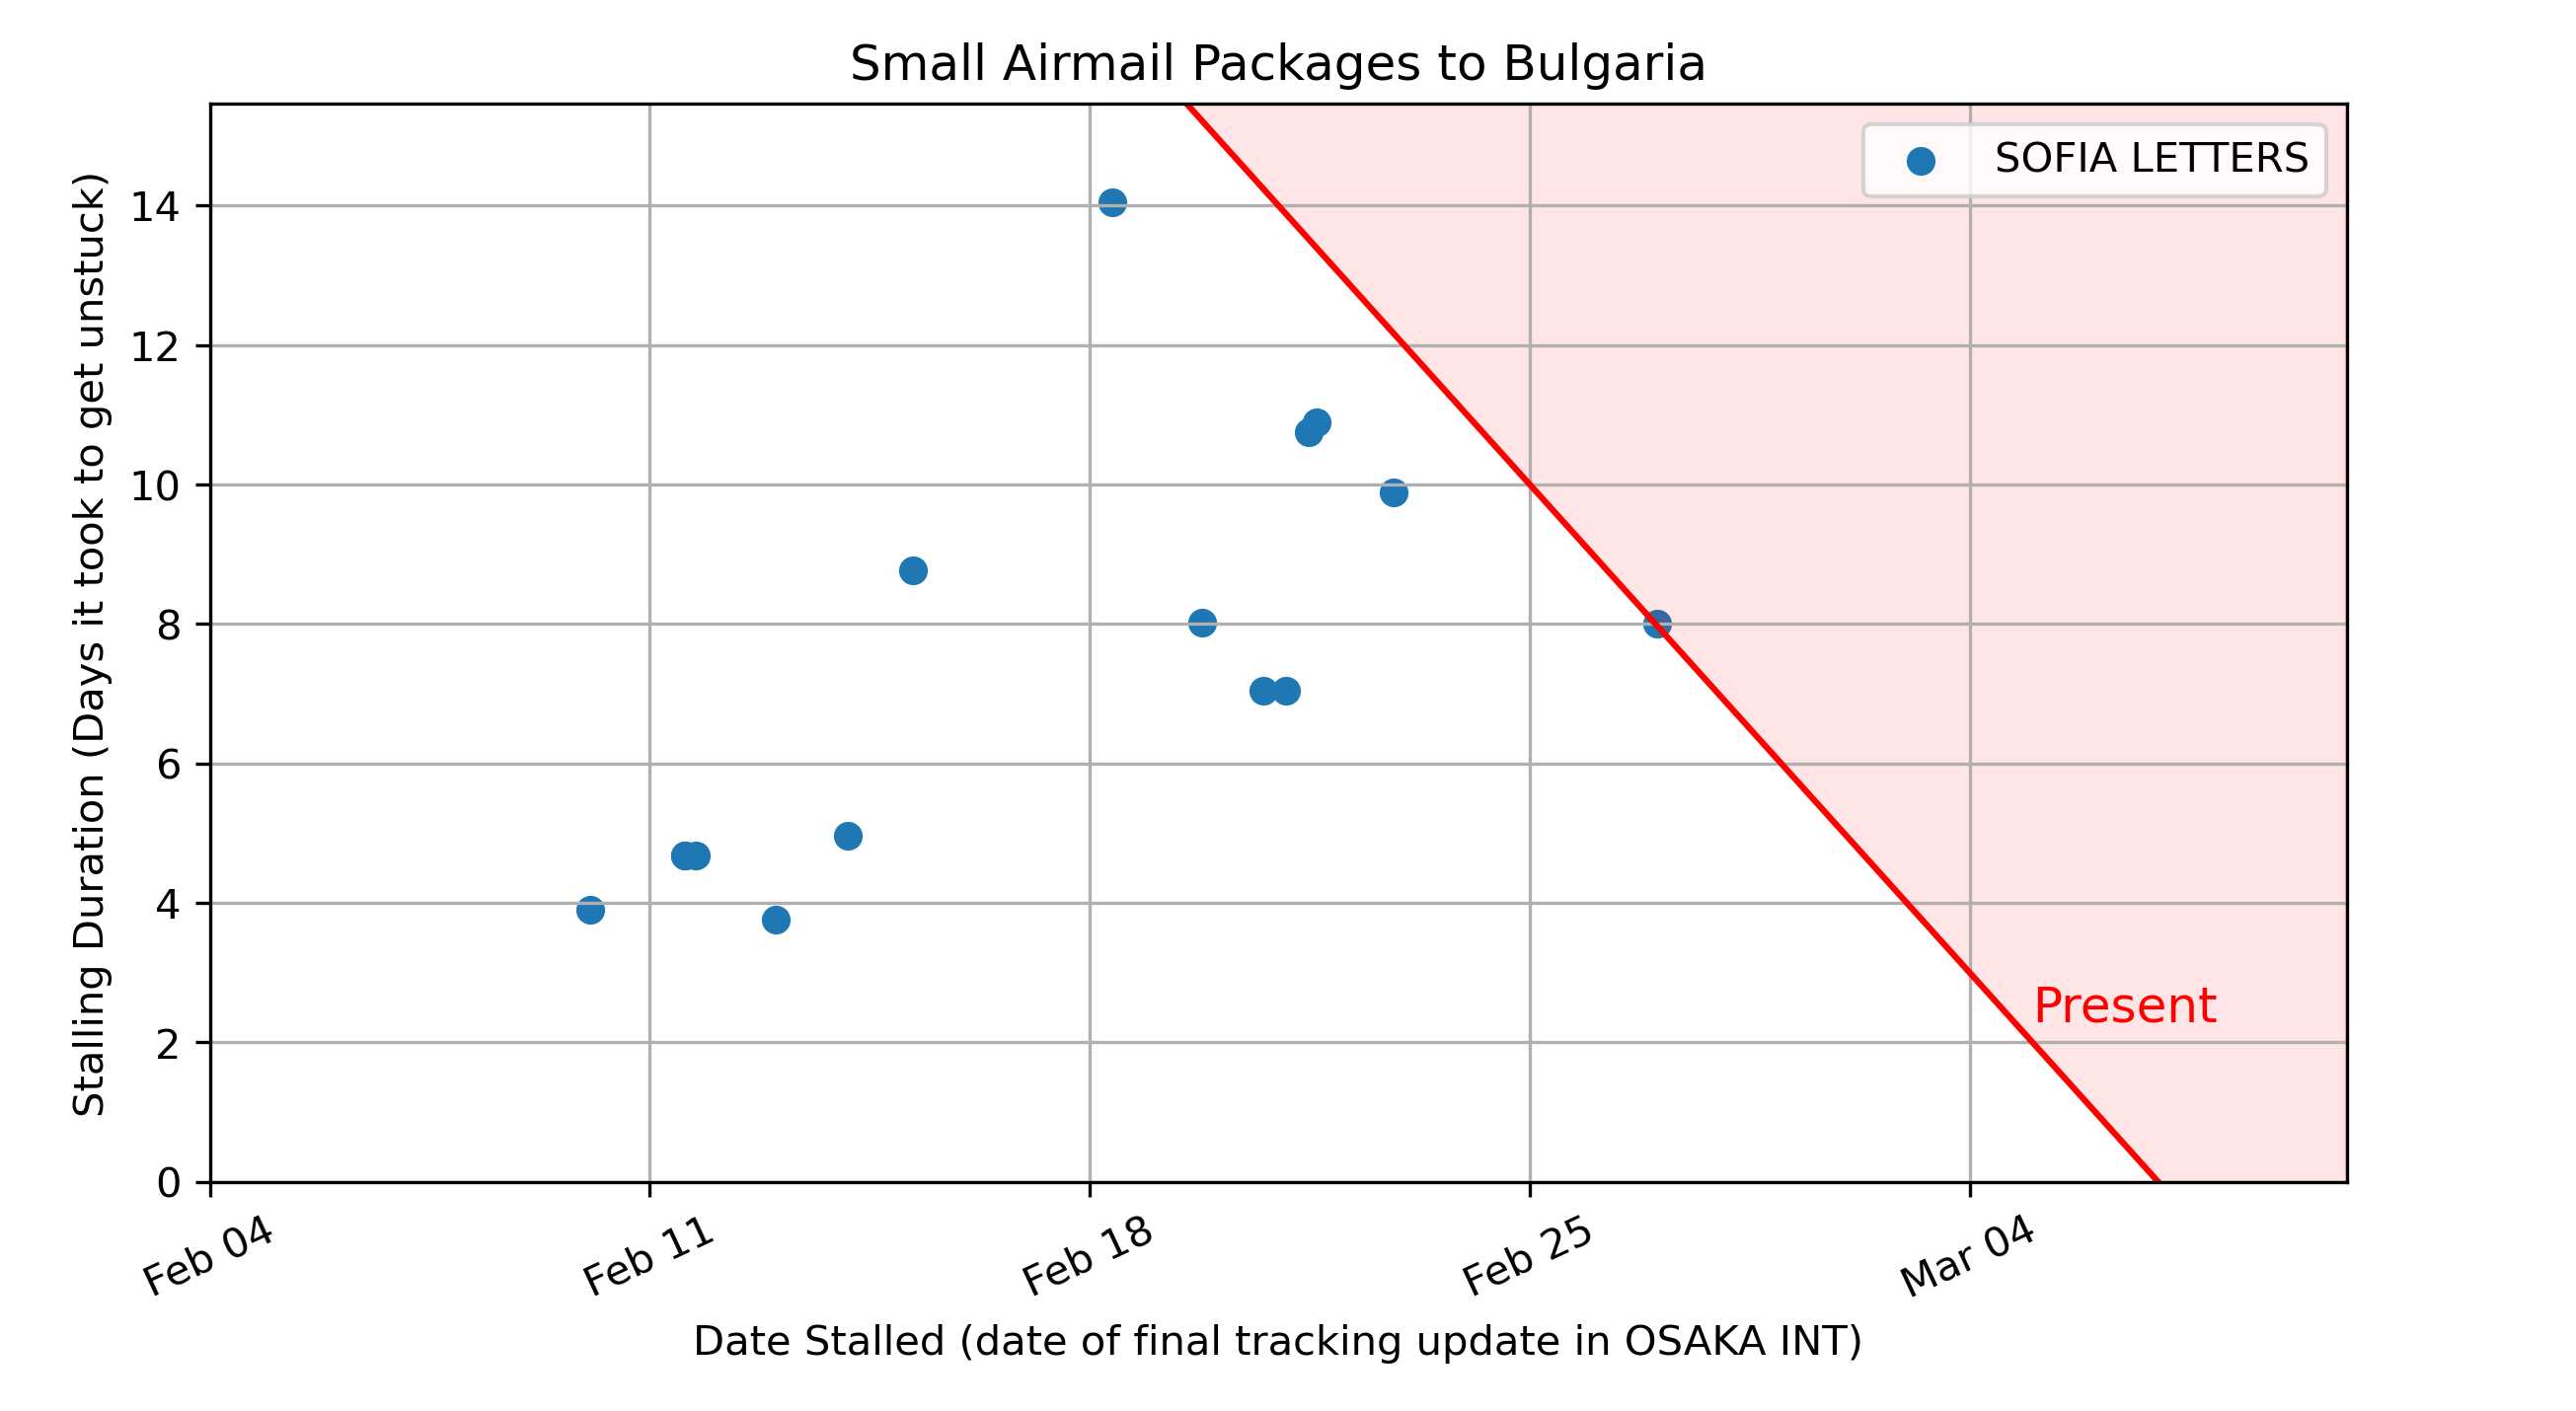 Small Airmail Packages to Bulgaria
SOFIA LETTERS
Stalling Duration (Days it took to get unstuck)
14
12
10
8
6
4
2
0
Present
Feb 04
Feb 11
Feb 18
Feb 25
Mar 04
Date Stalled (date of final tracking update in OSAKA INT)